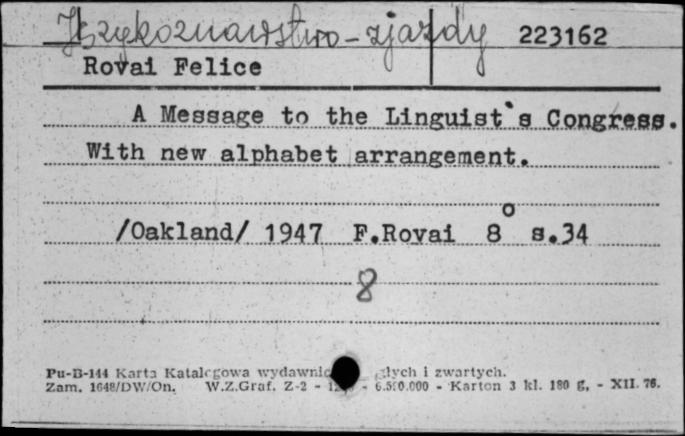 Językoznawstwo - zjazdy 223162
Rovai Felice
A Message to the Linguist`s Congress.
With new alphabet arrangement.
/Oakland/ 1947 F.Rovai 8° s.34
8
Pu-B-144 Karta Katalogowa głych i zwartych.
Zam. 1648/DW/On. W.Z.Graf. Z-2 - - 6.500.000 - Karton 3 kl. 180 g. - XII. 76.